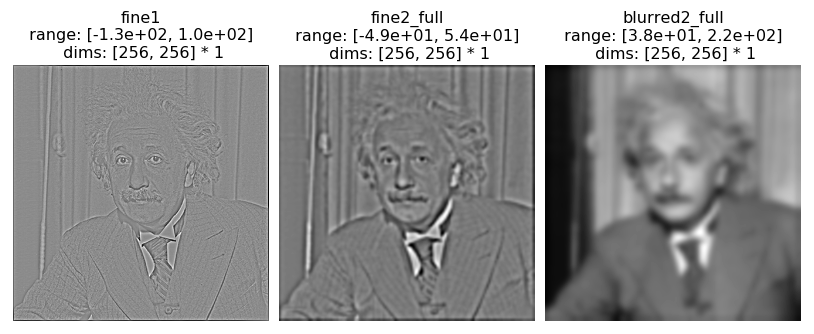 fine1
range: [-1.3e+02, 1.0e+02]
dims: [256, 256] * 1
fine2_full
range: [-4.9e+01, 5.4e+01]
dims: [256, 256] * 1
blurred2_full
range: [3.8e+01, 2.2e+02]
dims: [256, 256] * 1